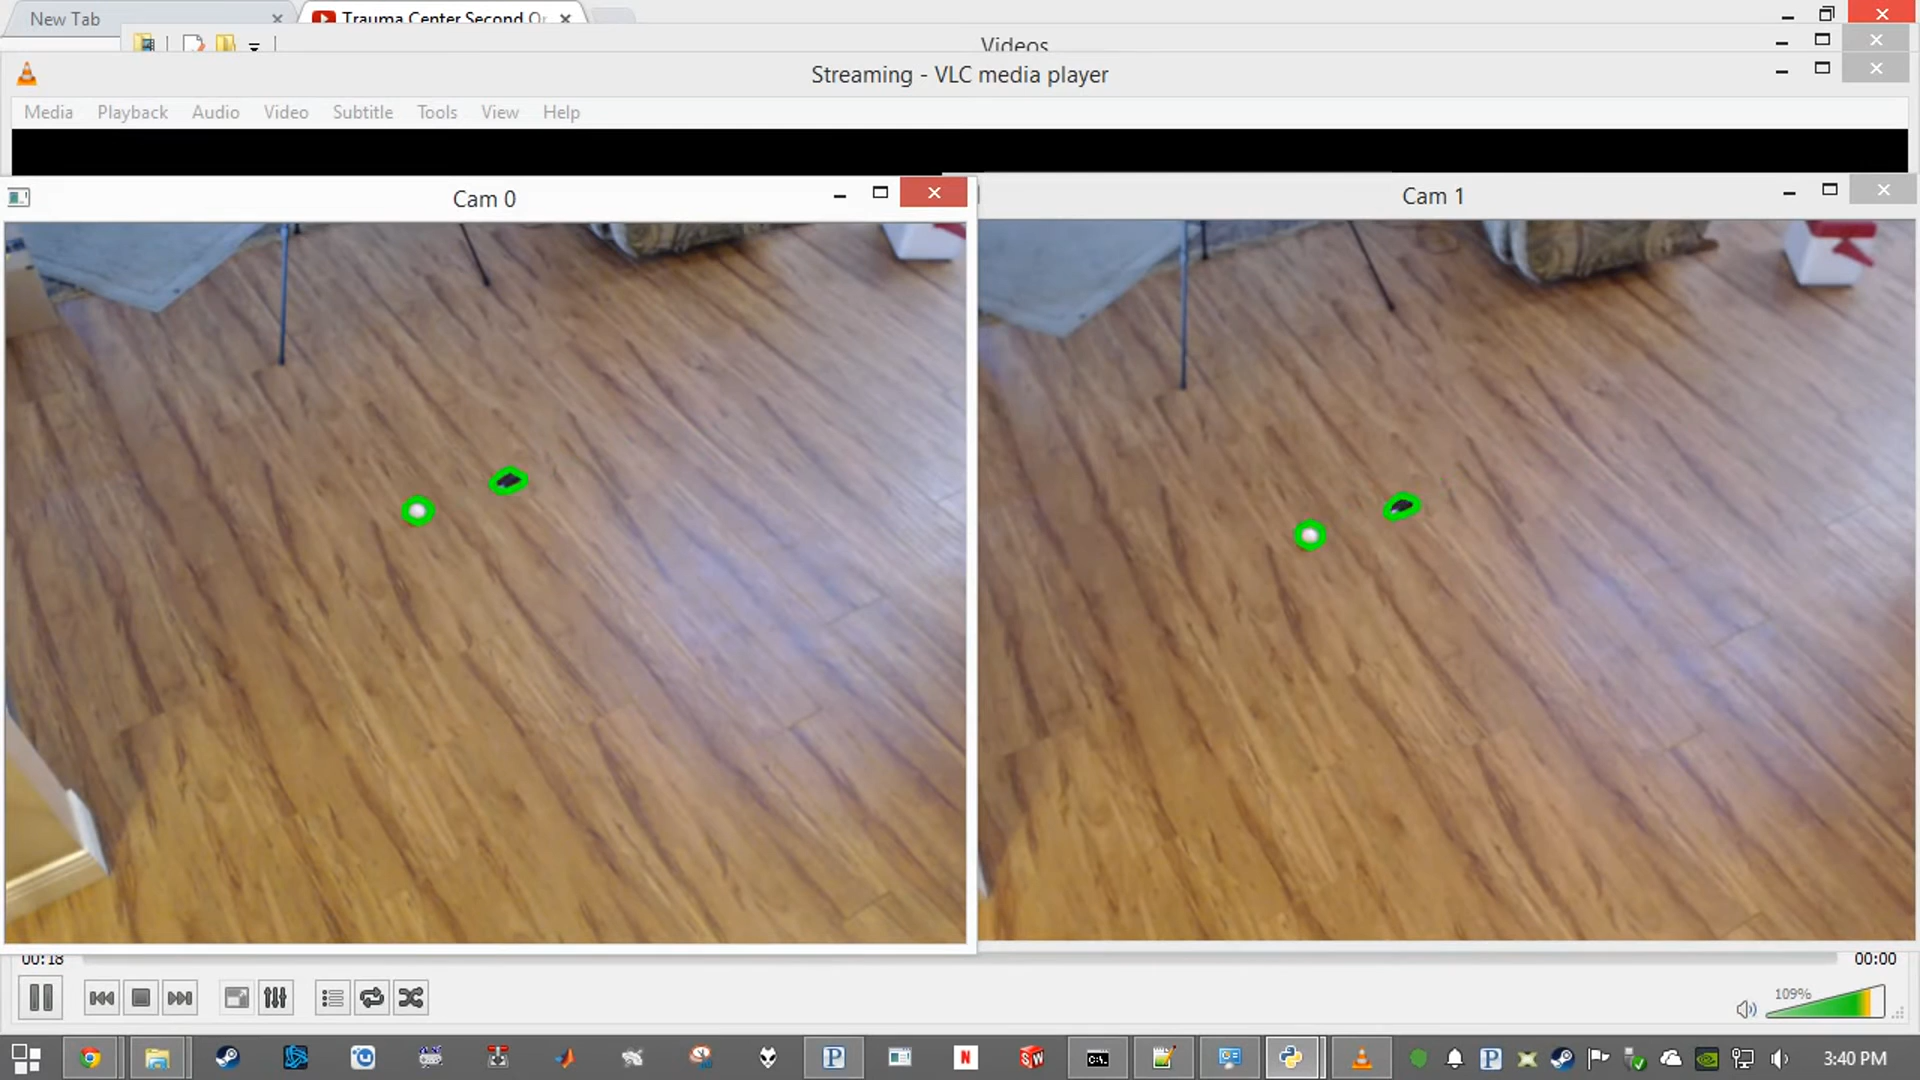 New Tab
Trauma Center Second Or
Videos
Streaming - VLC media player
Media Playback Audio Video Subtitle Tools View Help
Cam 0
Cam 1
00:18
00:00
109%
3:40 PM